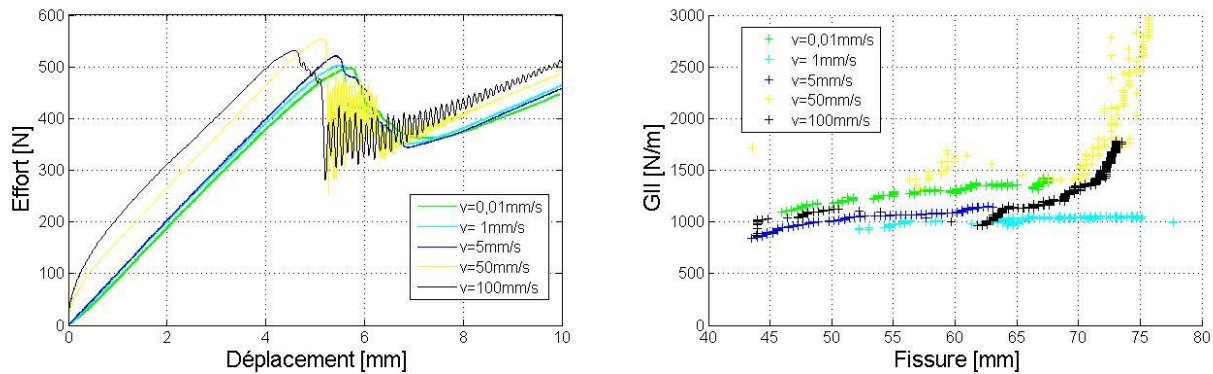 600
500
400
300
200
100
0
Effort [N]
0 2 4 6 8 10
Déplacement [mm]
v=0,01mm/s
v= 1mm/s
v=5mm/s
v=50mm/s
v=100mm/s
3000
2500
2000
1500
1000
500
0
GII [N/m]
40 45 50 55 60 65 70 75 80
Fissure [mm]
v=0,01mm/s
v= 1mm/s
v=5mm/s
v=50mm/s
v=100mm/s